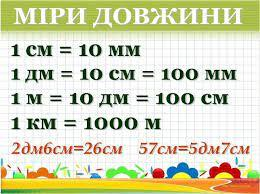 МІРИ ДОВЖИНИ
1 см = 10 мм
1 дм = 10 см = 100 мм
1 м = 10 дм = 100 см
1 км = 1000 м
2дм6см=26см 57см=5дм7см